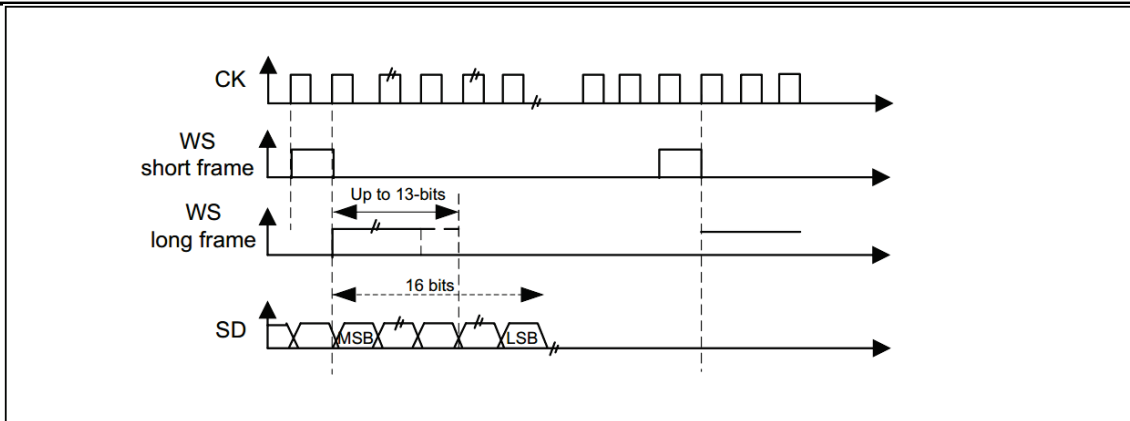 CK
WS
short frame
Up to 13-bits
WS
long frame
16 bits
SD
MSB
LSB